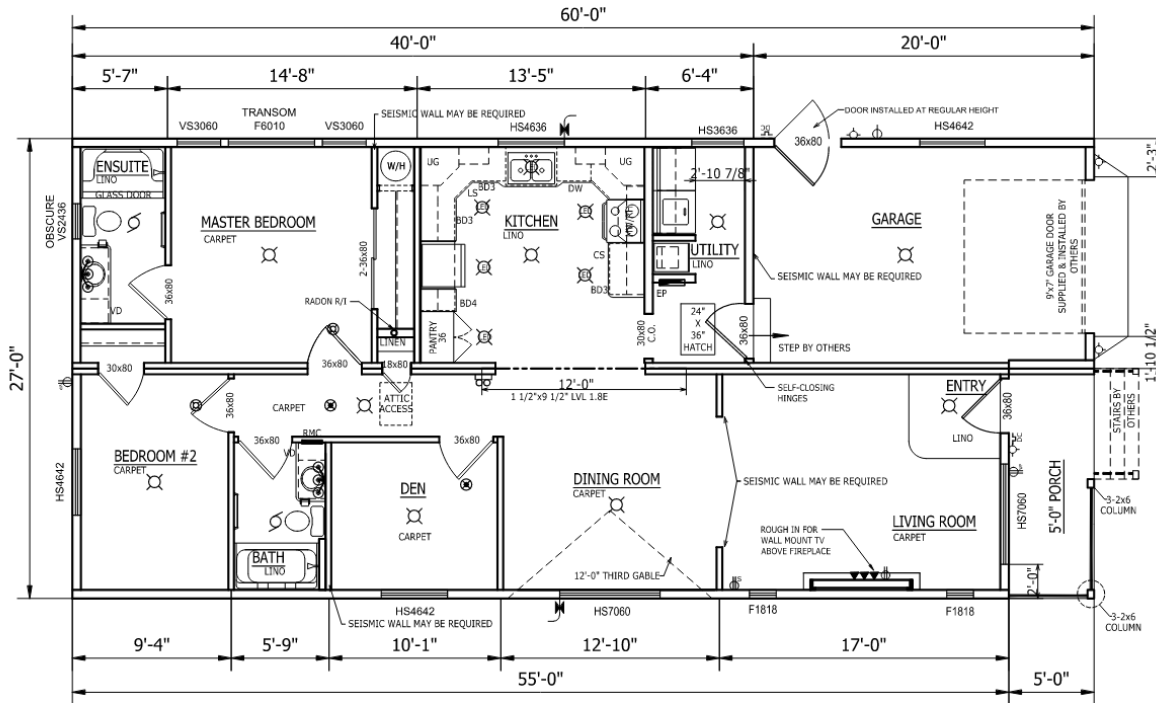 60'-0"
40'-0"
20'-0"
5'-7"
14'-8"
13'-5"
6'-4"
TRANSOM
VS3060
F6010
VS3060
SEISMIC WALL MAY BE REQUIRED
HS4636
HS3636
DOOR INSTALLED AT REGULAR HEIGHT
36x80
HS4642
2'-3"
27'-0"
OBSCURE
VS2436
ENSUITE
LINO
GLASS DOOR
VD
36x80
MASTER BEDROOM
CARPET
2-36x80
W/H
RADON R/I
LINEN
18x80
UG
LS
BD3
BD3
DW
UG
KITCHEN
LINO
CS
BD3
BD4
PANTRY
36
30x80
C.O.
2'-10 7/8"
UTILITY
LINO
EP
24"
X
36"
HATCH
36x80
GARAGE
SEISMIC WALL MAY BE REQUIRED
9'x7' GARAGE DOOR
SUPPLIED & INSTALLED BY
OTHERS
STEP BY OTHERS
SELF-CLOSING
HINGES
1'-10 1/2"
30x80
36x80
36x80
CARPET
ATTIC
ACCESS
12'-0"
1 1/2"x9 1/2" LVL 1.8E
ENTRY
LINO
36x80
STAIRS BY
OTHERS
BEDROOM #2
CARPET
HS4642
36x80
VD
RMC
36x80
BATH
LINO
DEN
CARPET
DINING ROOM
CARPET
12'-0" THIRD GABLE
SEISMIC WALL MAY BE REQUIRED
ROUGH IN FOR
WALL MOUNT TV
ABOVE FIREPLACE
LIVING ROOM
CARPET
HS7060
5'-0" PORCH
2'-0"
3-2x6
COLUMN
3-2x6
COLUMN
HS4642
SEISMIC WALL MAY BE REQUIRED
HS7060
F1818
F1818
9'-4"
5'-9"
10'-1"
12'-10"
17'-0"
55'-0"
5'-0"